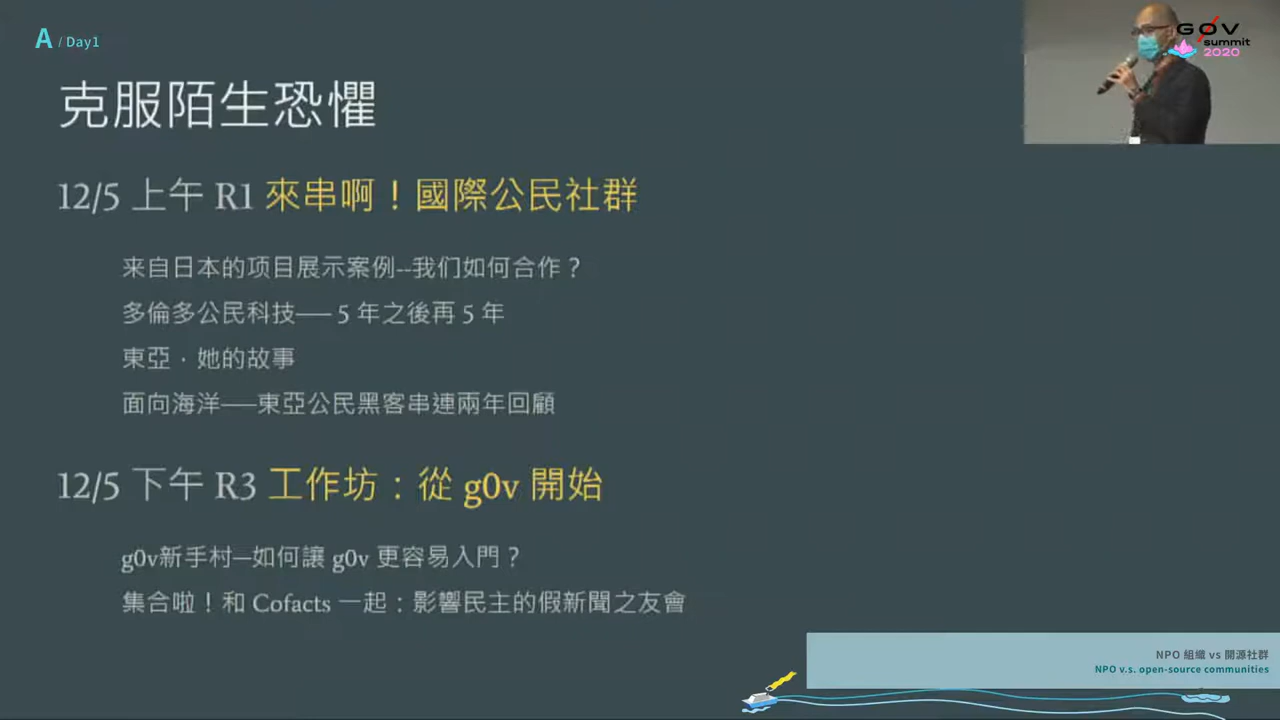 A / Day1
GØV
summit
2020
克服陌生恐懼
12/5 上午 R1 來串啊！國際公民社群
来自日本的项目展示案例--我们如何合作？
多倫多公民科技—— 5 年之後再 5 年
東亞・她的故事
面向海洋——東亞公民黑客串連兩年回顧
12/5 下午 R3 工作坊：從 g0v 開始
g0v新手村—如何讓 g0v 更容易入門？
集合啦！和 Cofacts 一起：影響民主的假新聞之友會
NPO 組織 vs 開源社群
NPO v.s. open-source communities